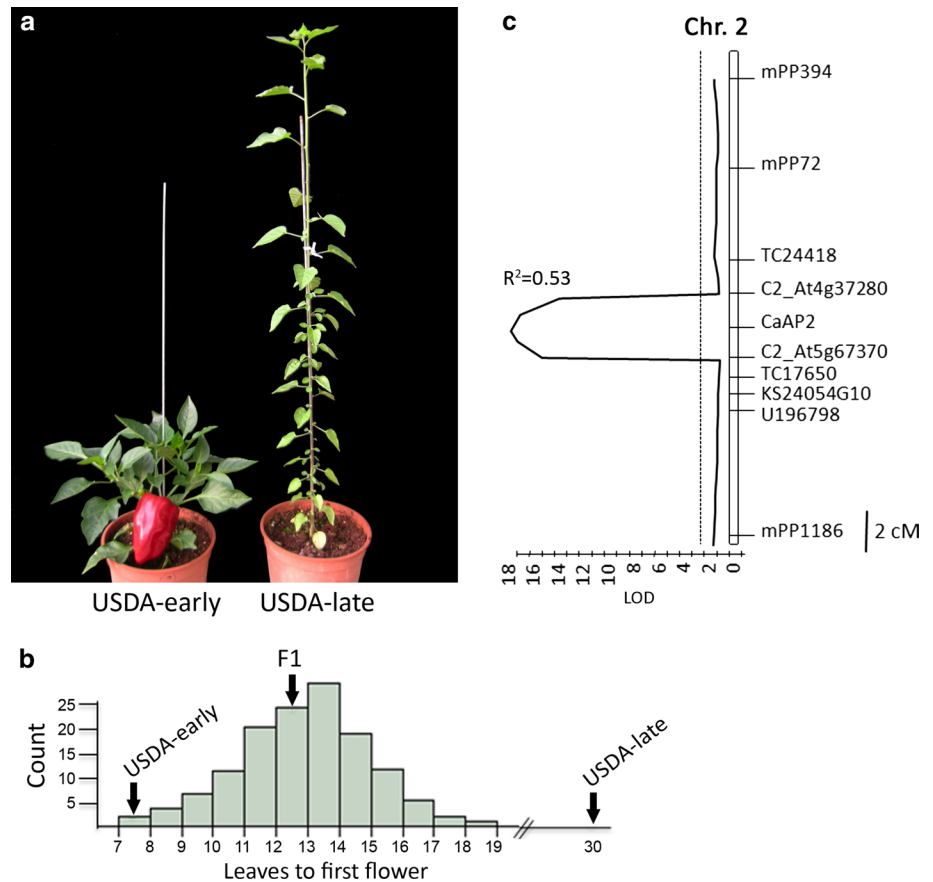 a
USDA-early
USDA-late
b
F1
USDA-early
USDA-late
Count
25
20
15
10
5
7 8 9 10 11 12 13 14 15 16 17 18 19 30
Leaves to first flower
c
Chr. 2
mPP394
mPP72
TC24418
R²=0.53
C2_At4g37280
CaAP2
C2_At5g67370
TC17650
KS24054G10
U196798
mPP1186
2 cM
18 16 14 12 10 8 6 4 2 0
LOD